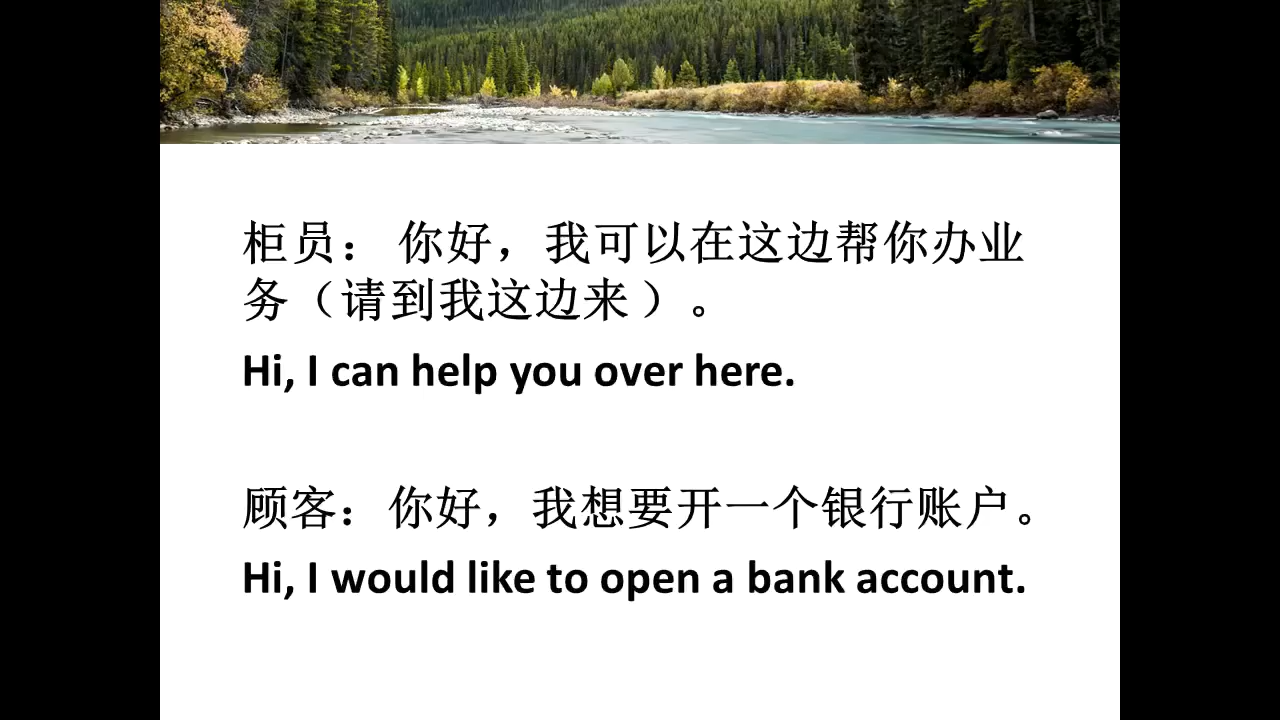 柜员： 你好，我可以在这边帮你办业
务（请到我这边来）。
Hi, I can help you over here.
顾客：你好，我想要开一个银行账户。
Hi, I would like to open a bank account.